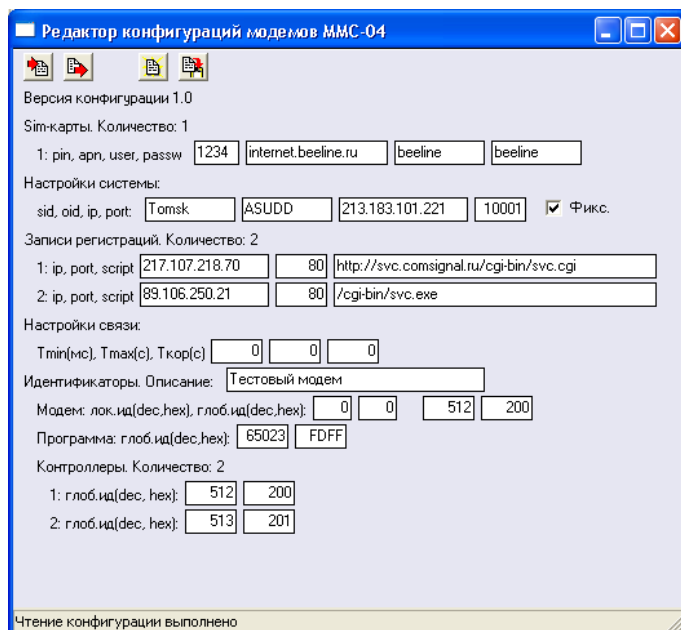 Редактор конфигураций модемов ММС-04
Версия конфигурации 1.0
Sim-карты. Количество: 1
1: pin, apn, user, passw 1234 internet.beeline.ru beeline beeline
Настройки системы:
sid, oid, ip, port: Tomsk ASUDD 213.183.101.221 10001 Фикс.
Записи регистраций. Количество: 2
1: ip, port, script 217.107.218.70 80 http://svc.comsignal.ru/cgi-bin/svc.cgi
2: ip, port, script 89.106.250.21 80 /cgi-bin/svc.exe
Настройки связи:
Tmin(мс), Tmax(с), Tкор(с) 0 0 0
Идентификаторы. Описание: Тестовый модем
Модем: лок.ид(dec,hex), глоб.ид(dec,hex): 0 0 512 200
Программа: глоб.ид(dec,hex): 65023 FDFF
Контроллеры. Количество: 2
1: глоб.ид(dec, hex): 512 200
2: глоб.ид(dec, hex): 513 201
Чтение конфигурации выполнено